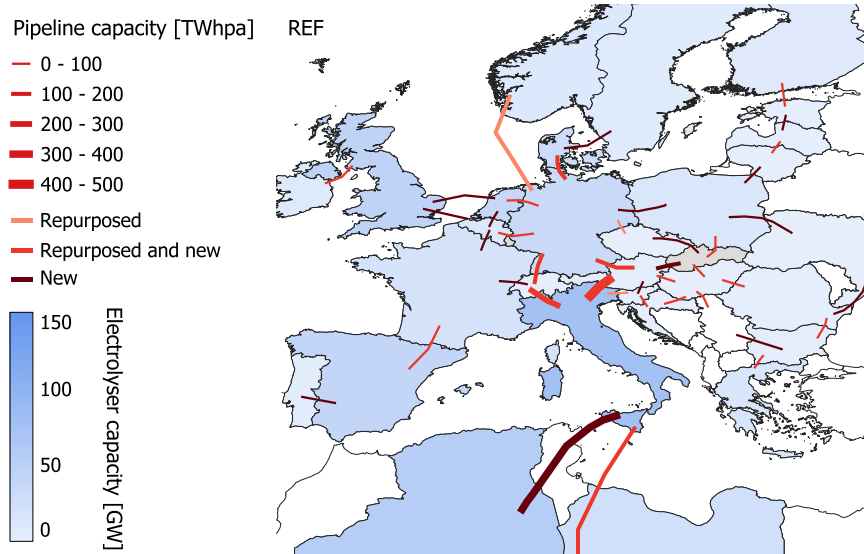 Pipeline capacity [TWhpa]
REF
0 - 100
100 - 200
200 - 300
300 - 400
400 - 500
Repurposed
Repurposed and new
New
150
100
50
0
Electrolyser capacity [GW]